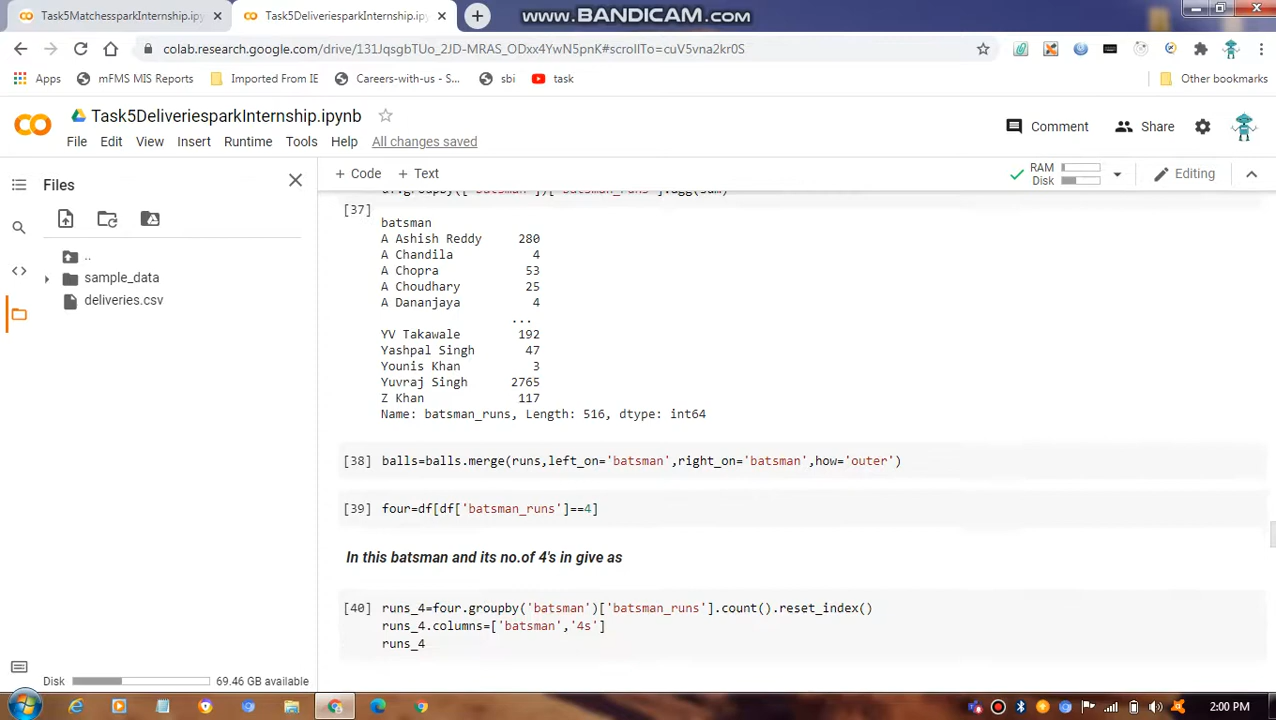 Task5MatchessparkInternship.ipy
Task5DeliveriesparkInternship.ip
www.BANDICAM.com
colab.research.google.com/drive/131JqsgbTUo_2JD-MRAS_ODxx4YwN5pnK#scrollTo=cuV5vna2kr0S
Apps mFMS MIS Reports Imported From IE Careers-with-us - S... sbi task Other bookmarks
Task5DeliveriesparkInternship.ipynb
Comment Share
File Edit View Insert Runtime Tools Help All changes saved
Files
+ Code + Text
RAM
Disk
Editing
df.groupby(['batsman'])['batsman_runs'].agg(sum)
[37]
batsman
A Ashish Reddy 280
A Chandila 4
A Chopra 53
A Choudhary 25
A Dananjaya 4
...
YV Takawale 192
Yashpal Singh 47
Younis Khan 3
Yuvraj Singh 2765
Z Khan 117
Name: batsman_runs, Length: 516, dtype: int64
..
sample_data
deliveries.csv
[38] balls=balls.merge(runs,left_on='batsman',right_on='batsman',how='outer')
[39] four=df[df['batsman_runs']==4]
In this batsman and its no.of 4's in give as
[40] runs_4=four.groupby('batsman')['batsman_runs'].count().reset_index()
runs_4.columns=['batsman','4s']
runs_4
Disk 69.46 GB available
2:00 PM